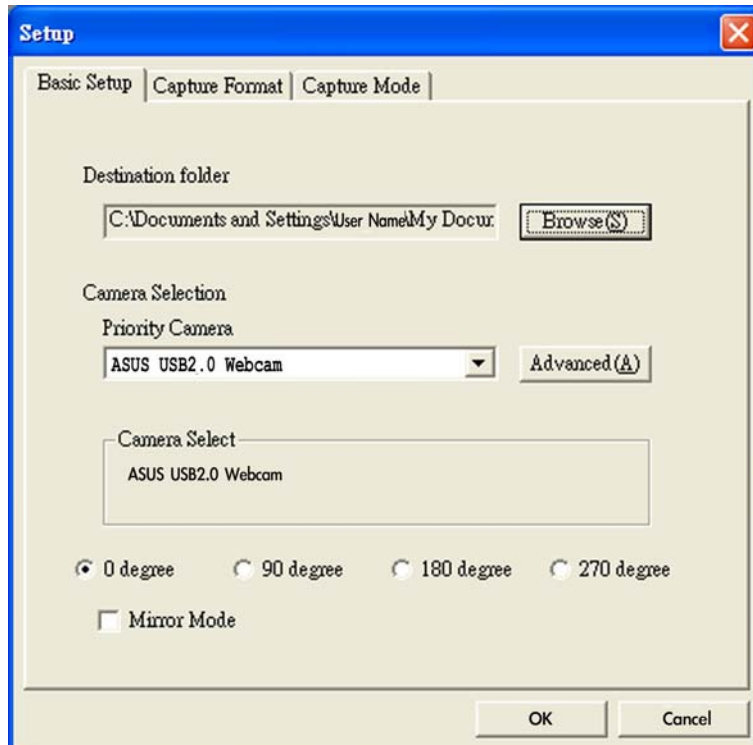 Setup
Basic Setup Capture Format Capture Mode
Destination folder
C:\Documents and Settings\User Name\My Docur Browse(S)
Camera Selection
Priority Camera
ASUS USB2.0 Webcam Advanced(A)
Camera Select
ASUS USB2.0 Webcam
0 degree 90 degree 180 degree 270 degree
Mirror Mode
OK Cancel